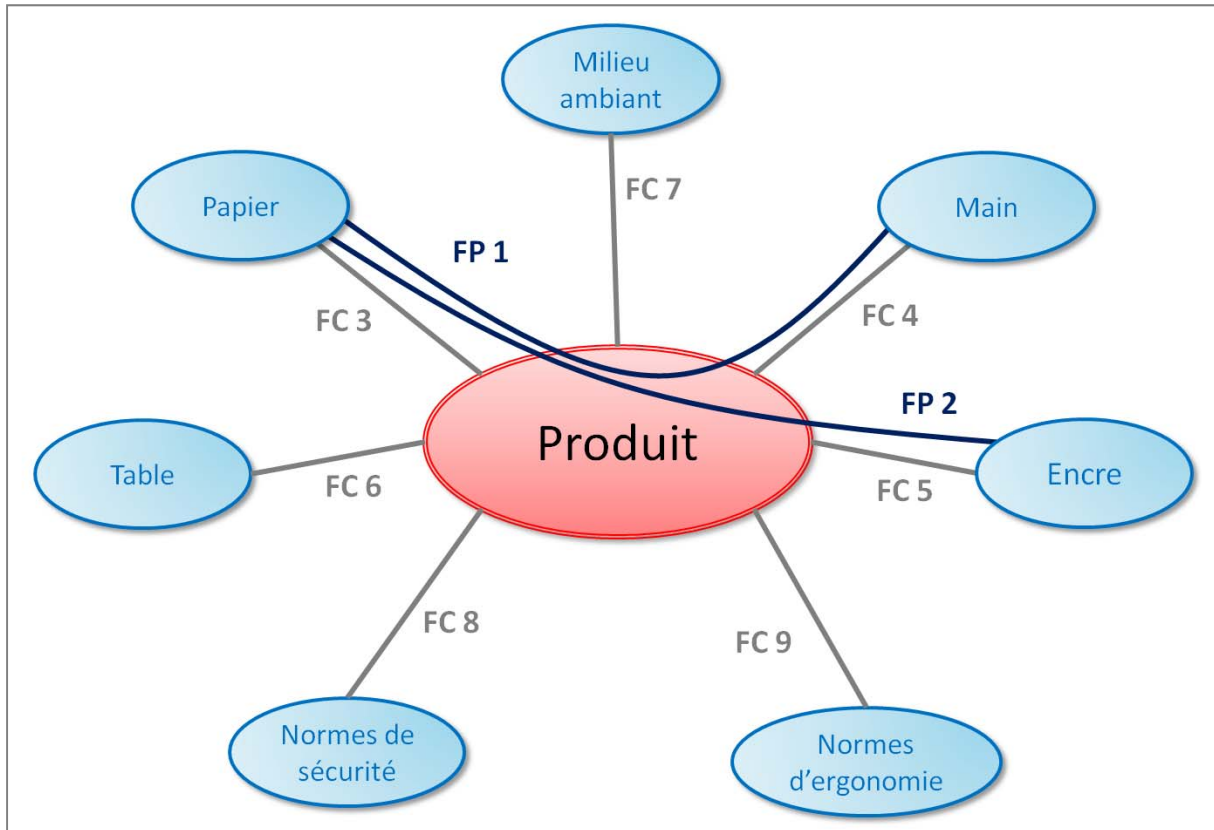 Milieu
ambiant
Papier
Main
FC 7
FP 1
FC 3
FC 4
FP 2
Produit
Table
FC 6
FC 5
Encre
FC 8
FC 9
Normes de
sécurité
Normes
d'ergonomie